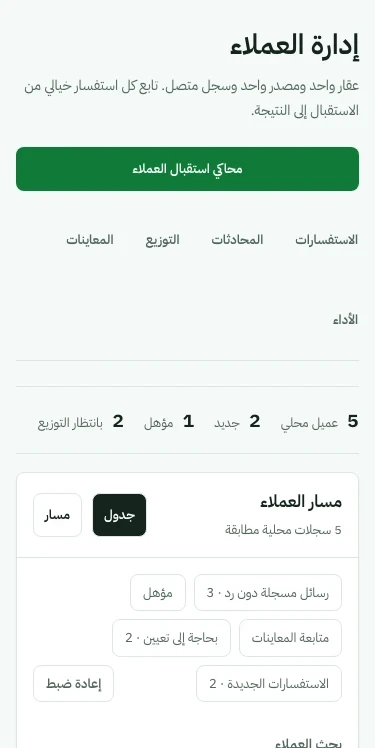 إدارة العملاء
عقار واحد ومصدر واحد وسجل متصل. تابع كل استفسار خيالي من
الاستقبال إلى النتيجة.
محاكي استقبال العملاء
الاستفسارات المحادثات التوزيع المعاينات
الأداء
5 عميل محلي 2 جديد 1 مؤهل 2 بانتظار التوزيع
مسار العملاء جدول مسار
5 سجلات محلية مطابقة
رسائل مسجلة دون رد · 3 مؤهل
متابعة المعاينات بحاجة إلى تعيين · 2
الاستفسارات الجديدة · 2 إعادة ضبط
بحث العملاء